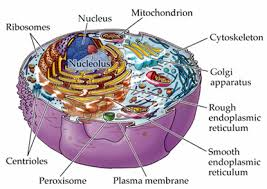 Nucleus
Mitochondrion
Ribosomes
Cytoskeleton
Nucleolus
Golgi
apparatus
Rough
endoplasmic
reticulum
Smooth
endoplasmic
reticulum
Centrioles
Peroxisome
Plasma membrane